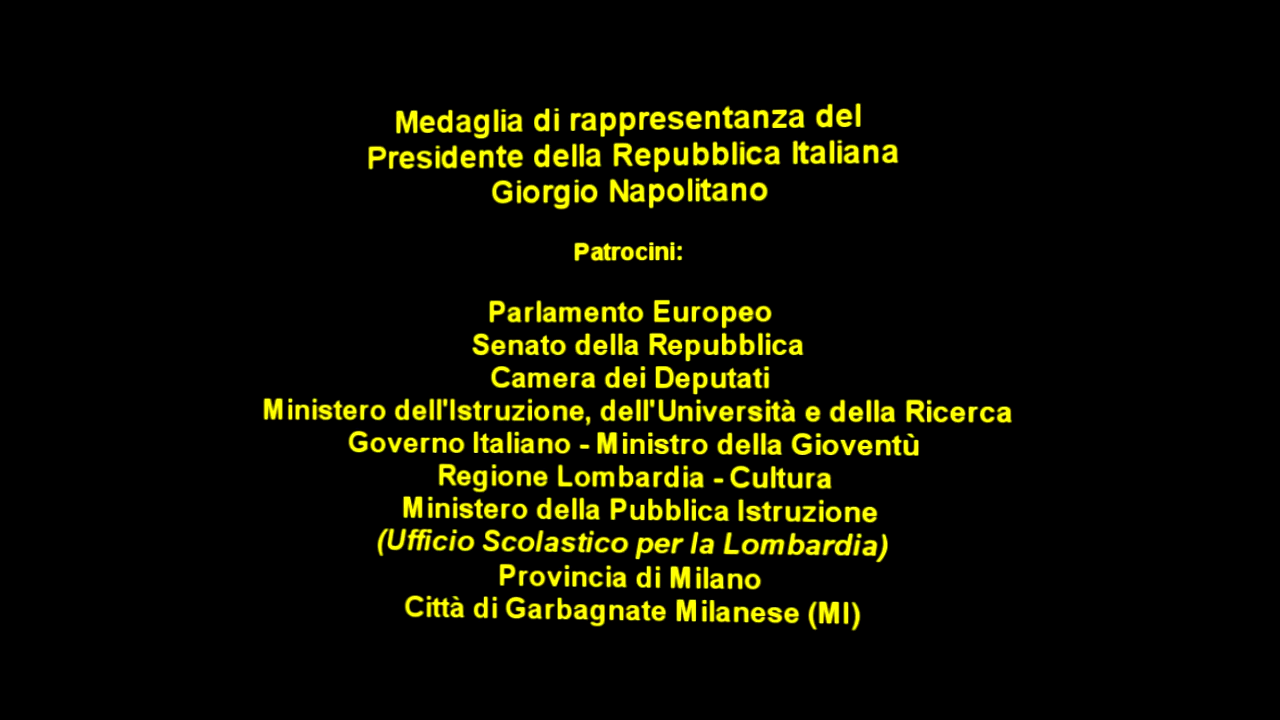 Medaglia di rappresentanza del
Presidente della Repubblica Italiana
Giorgio Napolitano
Patrocini:
Parlamento Europeo
Senato della Repubblica
Camera dei Deputati
Ministero dell'Istruzione, dell'Università e della Ricerca
Governo Italiano - Ministro della Gioventù
Regione Lombardia - Cultura
Ministero della Pubblica Istruzione
(Ufficio Scolastico per la Lombardia)
Provincia di Milano
Città di Garbagnate Milanese (MI)